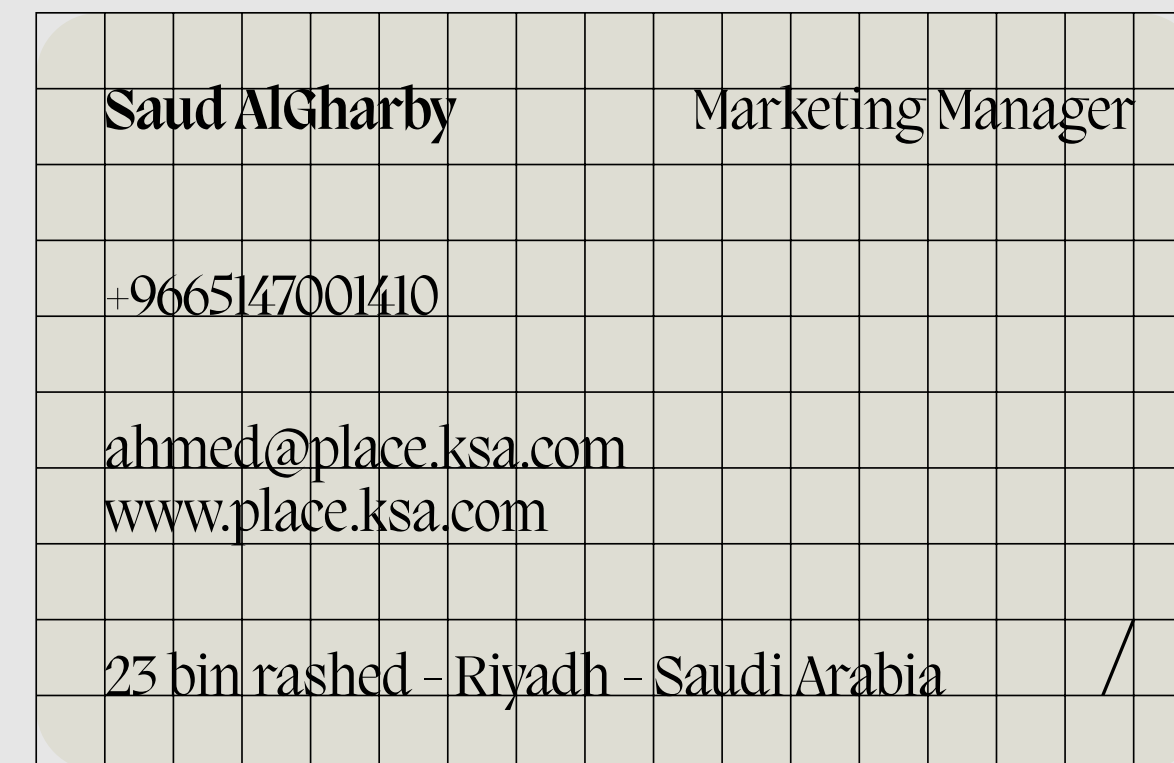 Saud AlGharby Marketing Manager
+9665147001410
ahmed@place.ksa.com
www.place.ksa.com
23 bin rashed - Riyadh - Saudi Arabia /